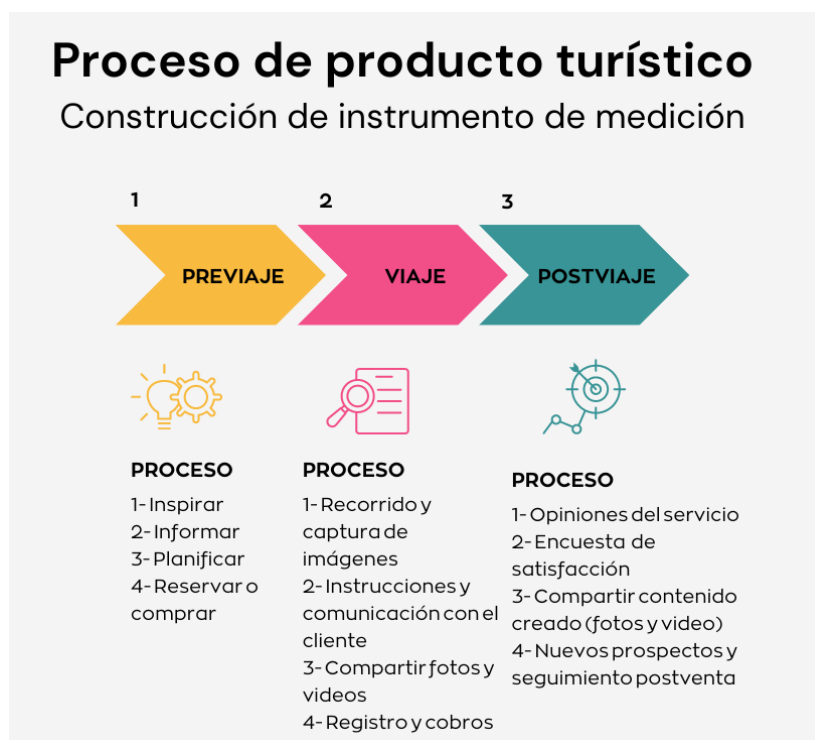 Proceso de producto turístico
Construcción de instrumento de medición
1
2
3
PREVIAJE
VIAJE
POSTVIAJE
PROCESO
1- Inspirar
2- Informar
3- Planificar
4- Reservar o
comprar
PROCESO
1- Recorrido y
captura de
imágenes
2- Instrucciones y
comunicación con el
cliente
3- Compartir fotos y
videos
4- Registro y cobros
PROCESO
1- Opiniones del servicio
2- Encuesta de
satisfacción
3- Compartir contenido
creado (fotos y video)
4- Nuevos prospectos y
seguimiento postventa